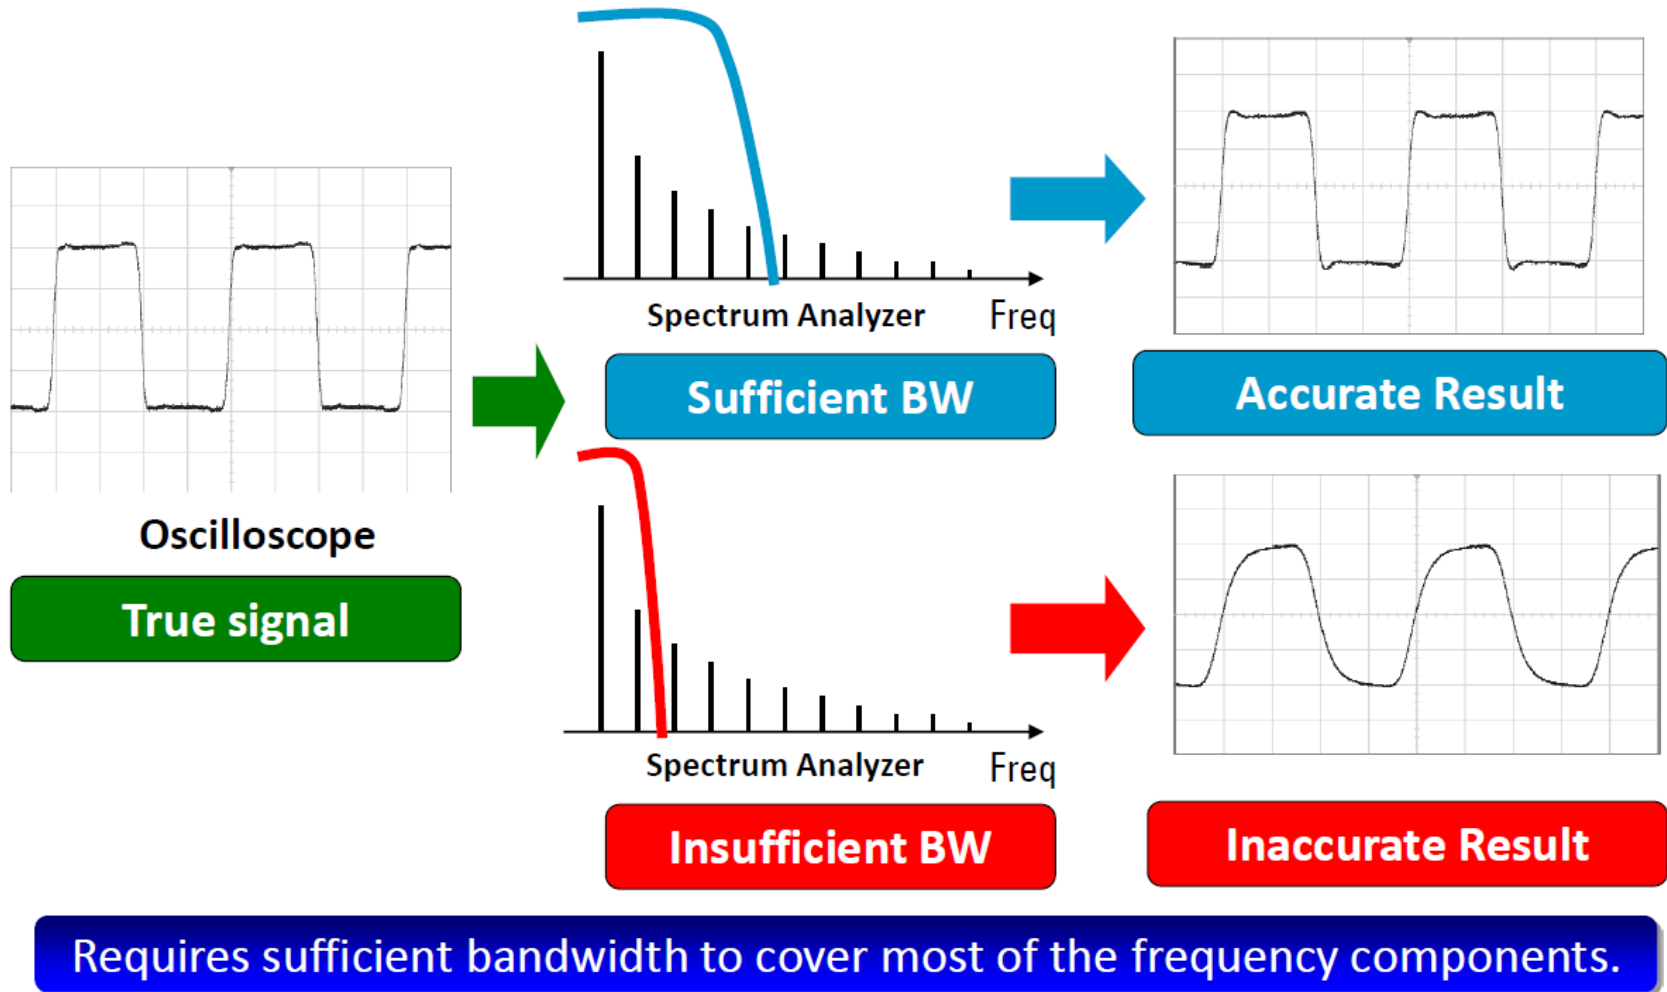 Oscilloscope
True signal
Spectrum Analyzer
Freq
Sufficient BW
Accurate Result
Spectrum Analyzer
Freq
Insufficient BW
Inaccurate Result
Requires sufficient bandwidth to cover most of the frequency components.